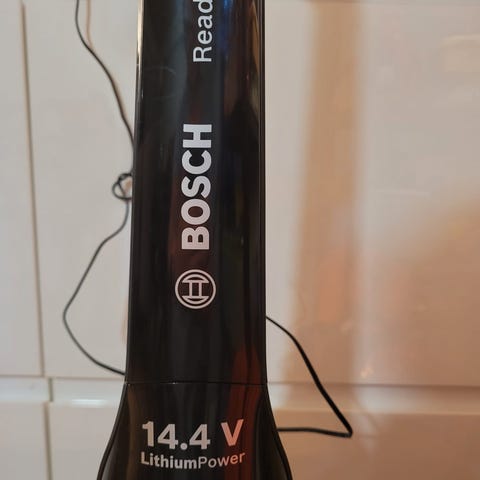 Read
BOSCH
14.4 V
LithiumPower